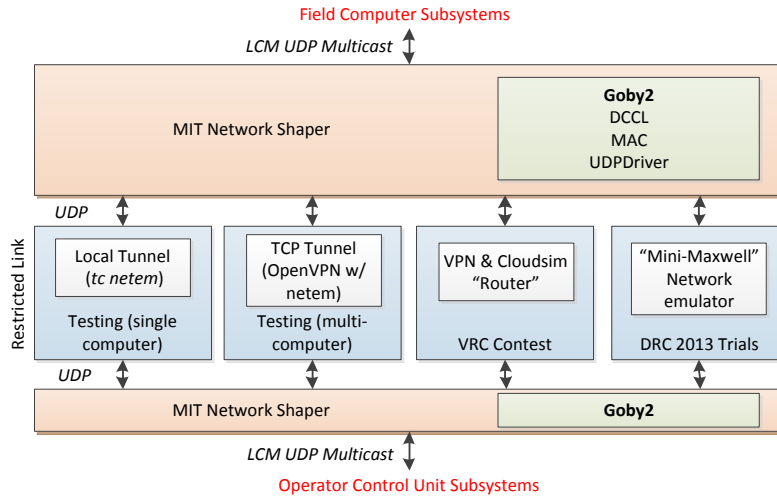 Field Computer Subsystems
LCM UDP Multicast
MIT Network Shaper
Goby2
DCCL
MAC
UDPDriver
UDP
Restricted Link
Local Tunnel
(tc netem)
Testing (single
computer)
TCP Tunnel
(OpenVPN w/
netem)
Testing (multi-
computer)
VPN & Cloudsim
“Router”
VRC Contest
“Mini-Maxwell”
Network
emulator
DRC 2013 Trials
UDP
MIT Network Shaper
Goby2
LCM UDP Multicast
Operator Control Unit Subsystems